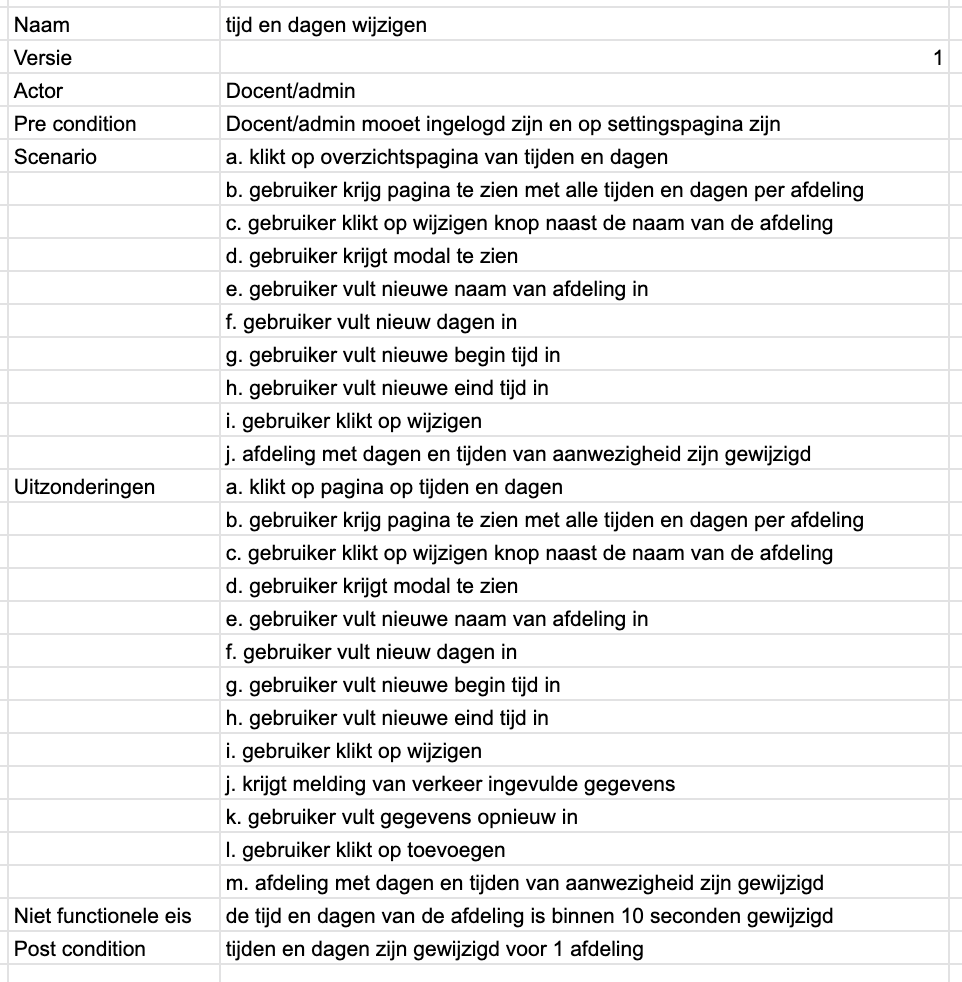 Naam tijd en dagen wijzigen
Versie 1
Actor Docent/admin
Pre condition Docent/admin mooet ingelogd zijn en op settingspagina zijn
Scenario a. klikt op overzichtspagina van tijden en dagen
b. gebruiker krijg pagina te zien met alle tijden en dagen per afdeling
c. gebruiker klikt op wijzigen knop naast de naam van de afdeling
d. gebruiker krijgt modal te zien
e. gebruiker vult nieuwe naam van afdeling in
f. gebruiker vult nieuw dagen in
g. gebruiker vult nieuwe begin tijd in
h. gebruiker vult nieuwe eind tijd in
i. gebruiker klikt op wijzigen
j. afdeling met dagen en tijden van aanwezigheid zijn gewijzigd
Uitzonderingen a. klikt op pagina op tijden en dagen
b. gebruiker krijg pagina te zien met alle tijden en dagen per afdeling
c. gebruiker klikt op wijzigen knop naast de naam van de afdeling
d. gebruiker krijgt modal te zien
e. gebruiker vult nieuwe naam van afdeling in
f. gebruiker vult nieuw dagen in
g. gebruiker vult nieuwe begin tijd in
h. gebruiker vult nieuwe eind tijd in
i. gebruiker klikt op wijzigen
j. krijgt melding van verkeer ingevulde gegevens
k. gebruiker vult gegevens opnieuw in
l. gebruiker klikt op toevoegen
m. afdeling met dagen en tijden van aanwezigheid zijn gewijzigd
Niet functionele eis de tijd en dagen van de afdeling is binnen 10 seconden gewijzigd
Post condition tijden en dagen zijn gewijzigd voor 1 afdeling